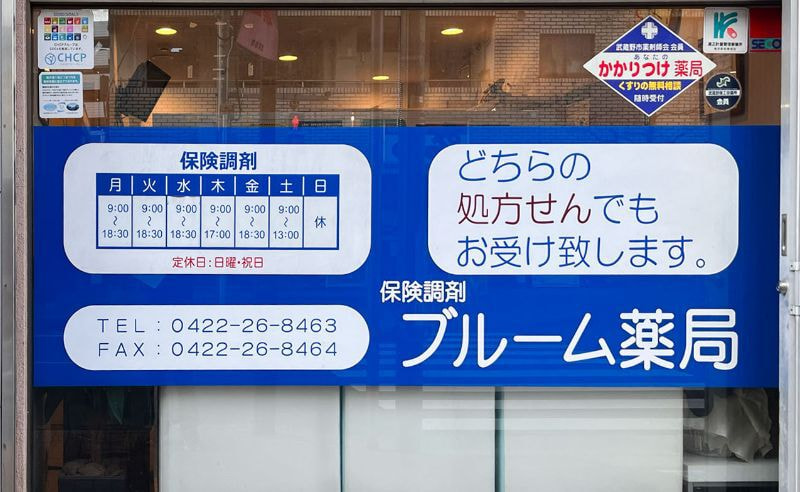 CHCP
武蔵野市薬剤師会 会員
あなたの
かかりつけ薬局
くすりの無料相談
随時受付
会員
SECO
保険調剤
月 火 水 木 金 土 日
9:00 9:00 9:00 9:00 9:00 9:00 休
〜 〜 〜 〜 〜 〜
18:30 18:30 18:30 17:00 18:30 13:00
定休日:日曜・祝日
TEL : 0422-26-8463
FAX : 0422-26-8464
どちらの
処方せんでも
お受け致します。
保険調剤
ブルーム薬局